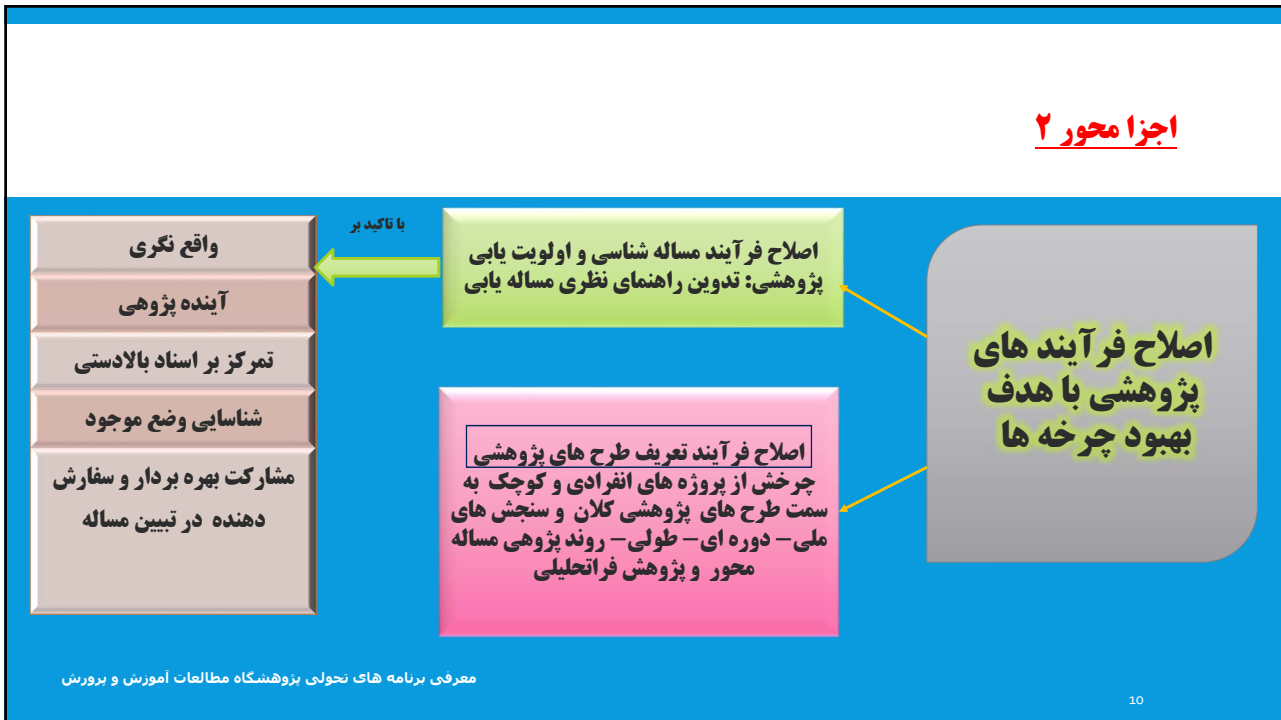 اجزا محور ۲
اصلاح فرآیند های
پژوهشی با هدف
بهبود چرخه ها
اصلاح فرآیند مساله شناسی و اولویت یابی
پژوهشی: تدوین راهنمای نظری مساله یابی
با تاکید بر
واقع نگری
آینده پژوهی
تمرکز بر اسناد بالادستی
شناسایی وضع موجود
مشارکت بهره بردار و سفارش
دهنده در تبیین مساله
اصلاح فرآیند تعریف طرح های پژوهشی
چرخش از پروژه های انفرادی و کوچک به
سمت طرح های پژوهشی کلان و سنجش های
ملی- دوره ای- طولی- روند پژوهی مساله
محور و پژوهش فراتحلیلی
معرفی برنامه های تحولی پژوهشگاه مطالعات آموزش و پرورش
10